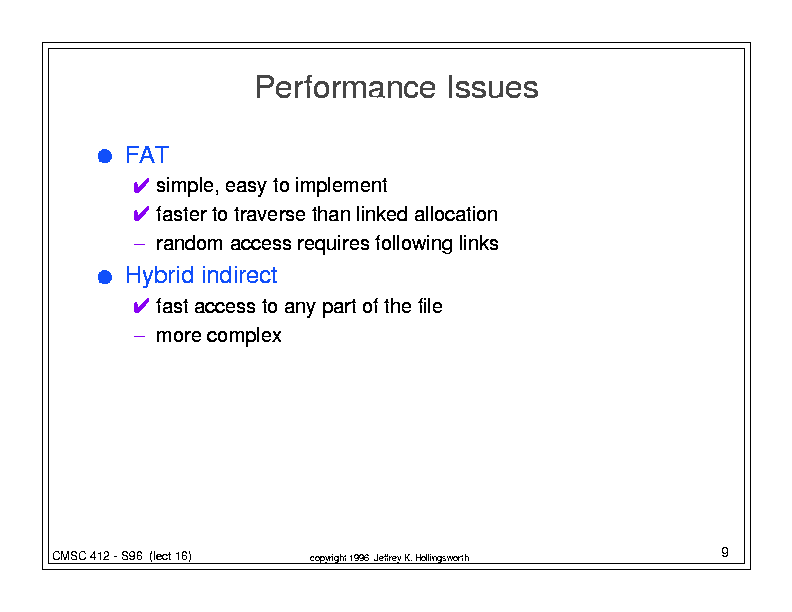 Performance Issues
● FAT
✔ simple, easy to implement
✔ faster to traverse than linked allocation
– random access requires following links
● Hybrid indirect
✔ fast access to any part of the file
– more complex
CMSC 412 - S96 (lect 16)
copyright 1996 Jeffrey K. Hollingsworth
9